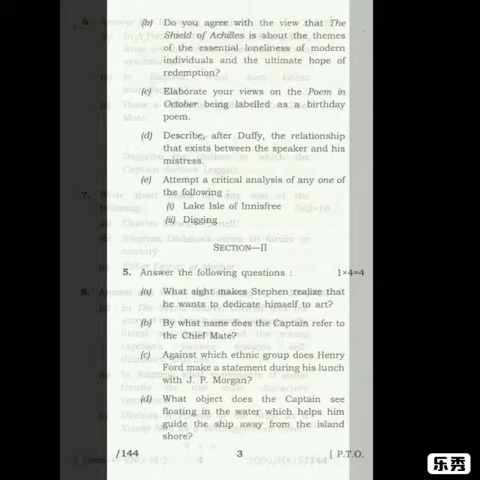 (b) Do you agree with the view that The
Shield of Achilles is about the themes
of the essential loneliness of modern
individuals and the ultimate hope of
redemption?
(c) Elaborate your views on the Poem in
October being labelled as a birthday
poem.
(d) Describe, after Duffy, the relationship
that exists between the speaker and his
mistress.
(e) Attempt a critical analysis of any one of
the following :
(i) Lake Isle of Innisfree
(ii) Digging
SECTION—II
5. Answer the following questions : 1×4=4
(a) What sight makes Stephen realize that
he wants to dedicate himself to art?
(b) By what name does the Captain refer to
the Chief Mate?
(c) Against which ethnic group does Henry
Ford make a statement during his lunch
with J. P. Morgan?
(d) What object does the Captain see
floating in the water which helps him
guide the ship away from the island
shore?
/144 3 [ P.T.O.
乐秀